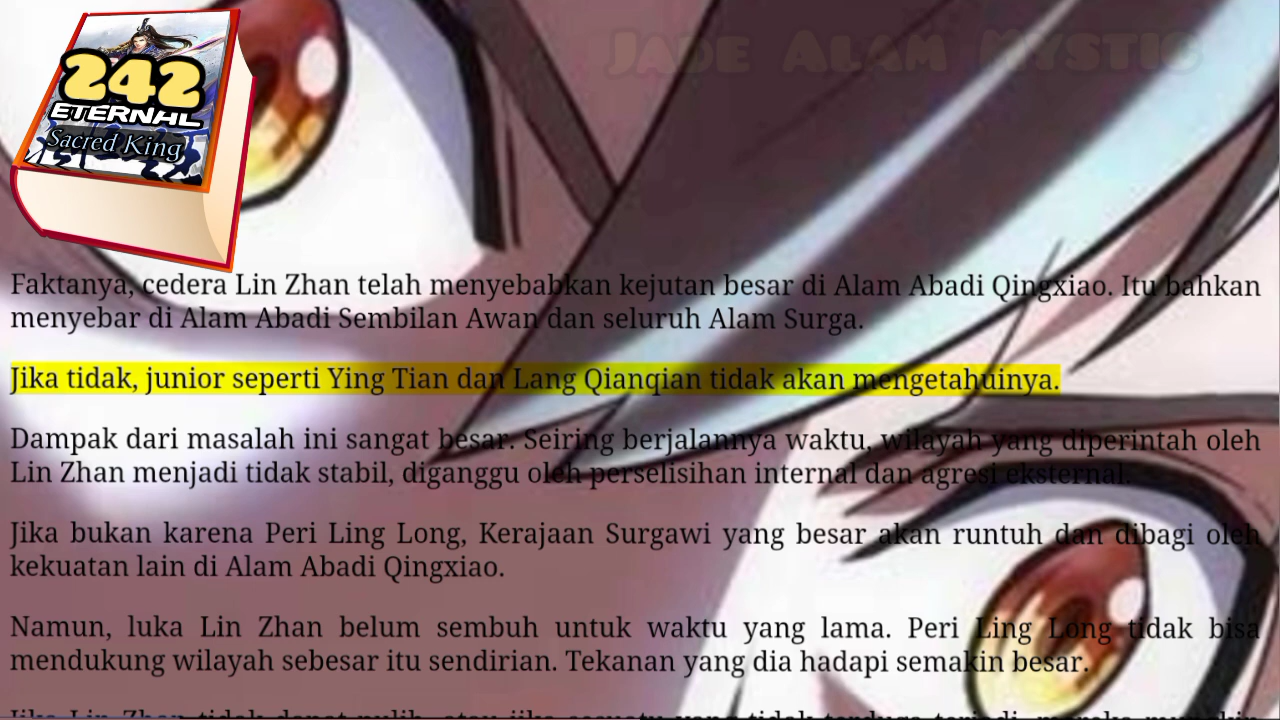 Jade Alam Mystic
242
ETERNAL
Sacred King
Faktanya, cedera Lin Zhan telah menyebabkan kejutan besar di Alam Abadi Qingxiao. Itu bahkan
menyebar di Alam Abadi Sembilan Awan dan seluruh Alam Surga.
Jika tidak, junior seperti Ying Tian dan Lang Qianqian tidak akan mengetahuinya.
Dampak dari masalah ini sangat besar. Seiring berjalannya waktu, wilayah yang diperintah oleh
Lin Zhan menjadi tidak stabil, diganggu oleh perselisihan internal dan agresi eksternal.
Jika bukan karena Peri Ling Long, Kerajaan Surgawi yang besar akan runtuh dan dibagi oleh
kekuatan lain di Alam Abadi Qingxiao.
Namun, luka Lin Zhan belum sembuh untuk waktu yang lama. Peri Ling Long tidak bisa
mendukung wilayah sebesar itu sendirian. Tekanan yang dia hadapi semakin besar.